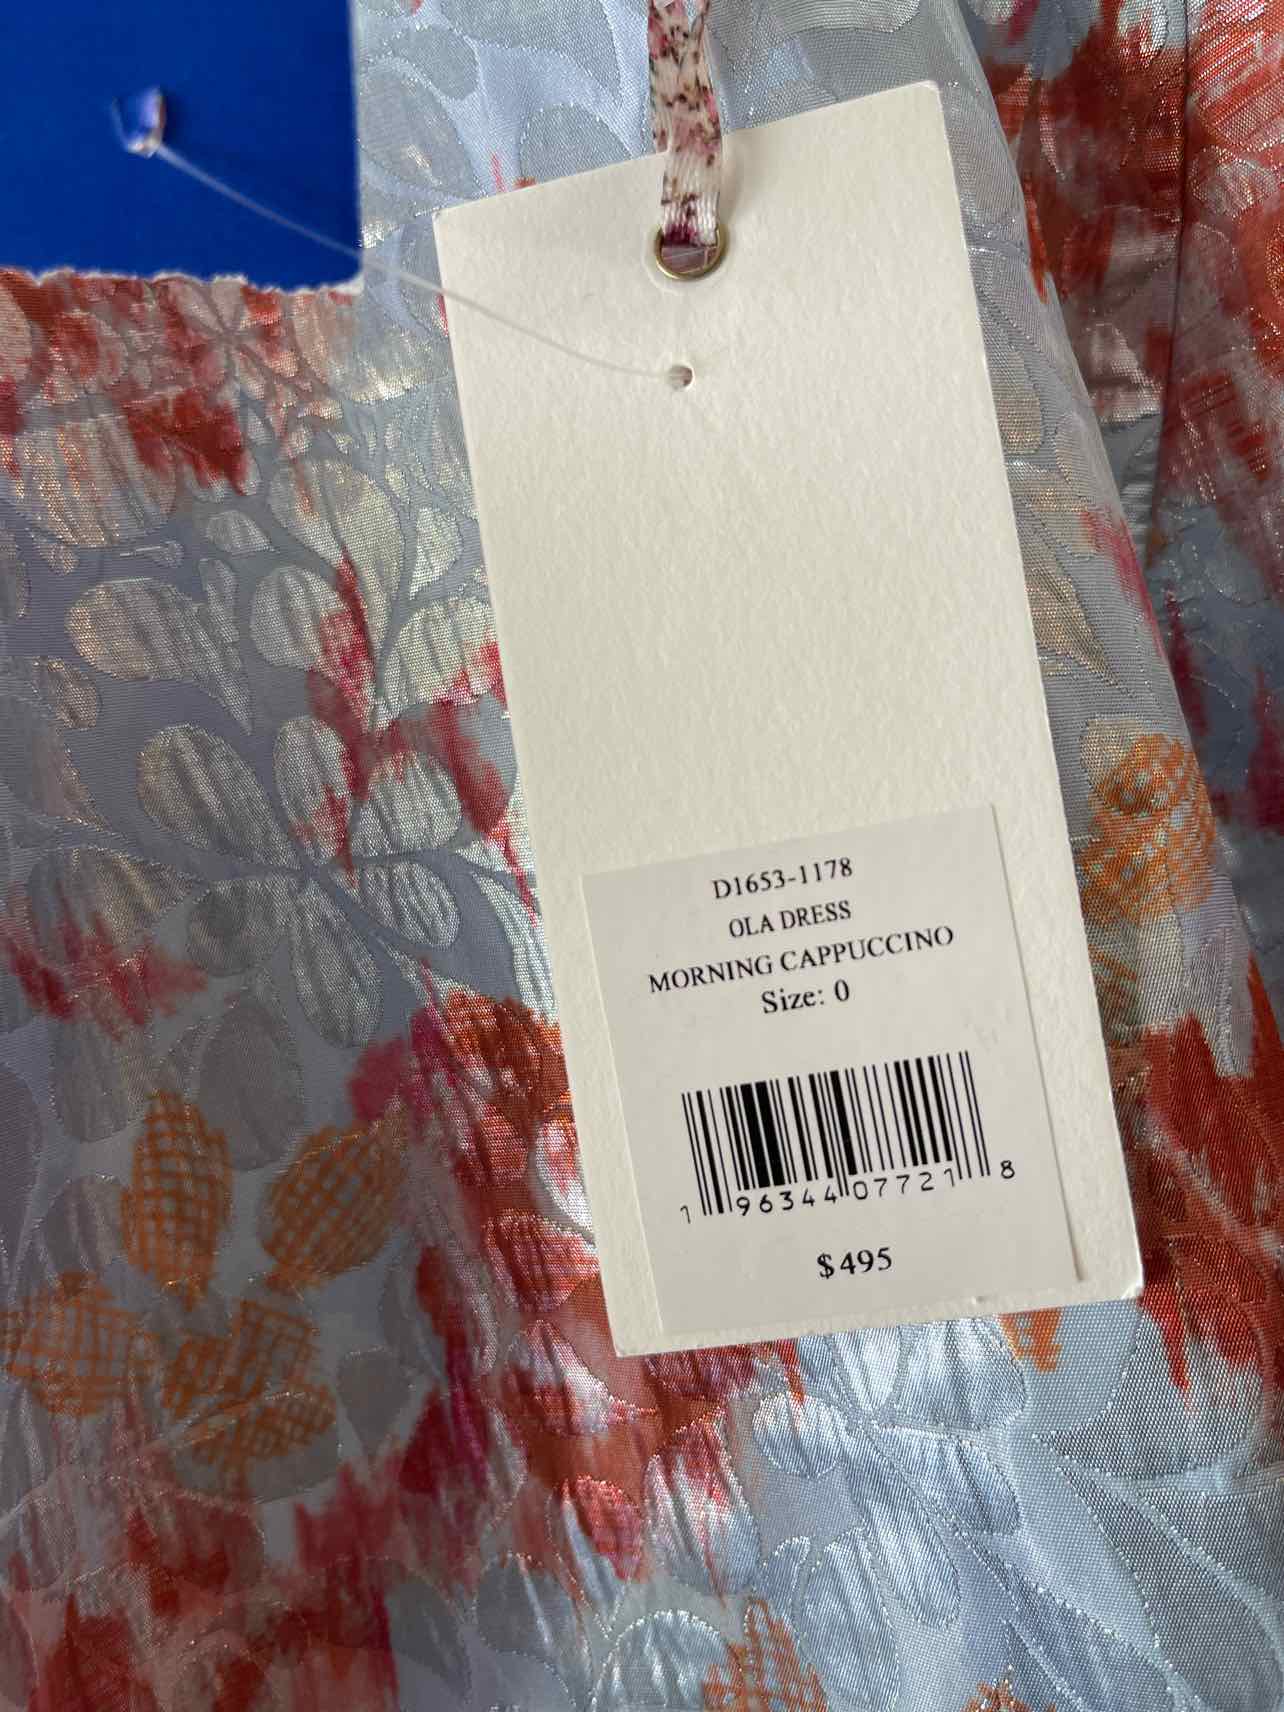 D1653-1178
OLA DRESS
MORNING CAPPUCCINO
Size: 0
1 96344 07721 8
$495